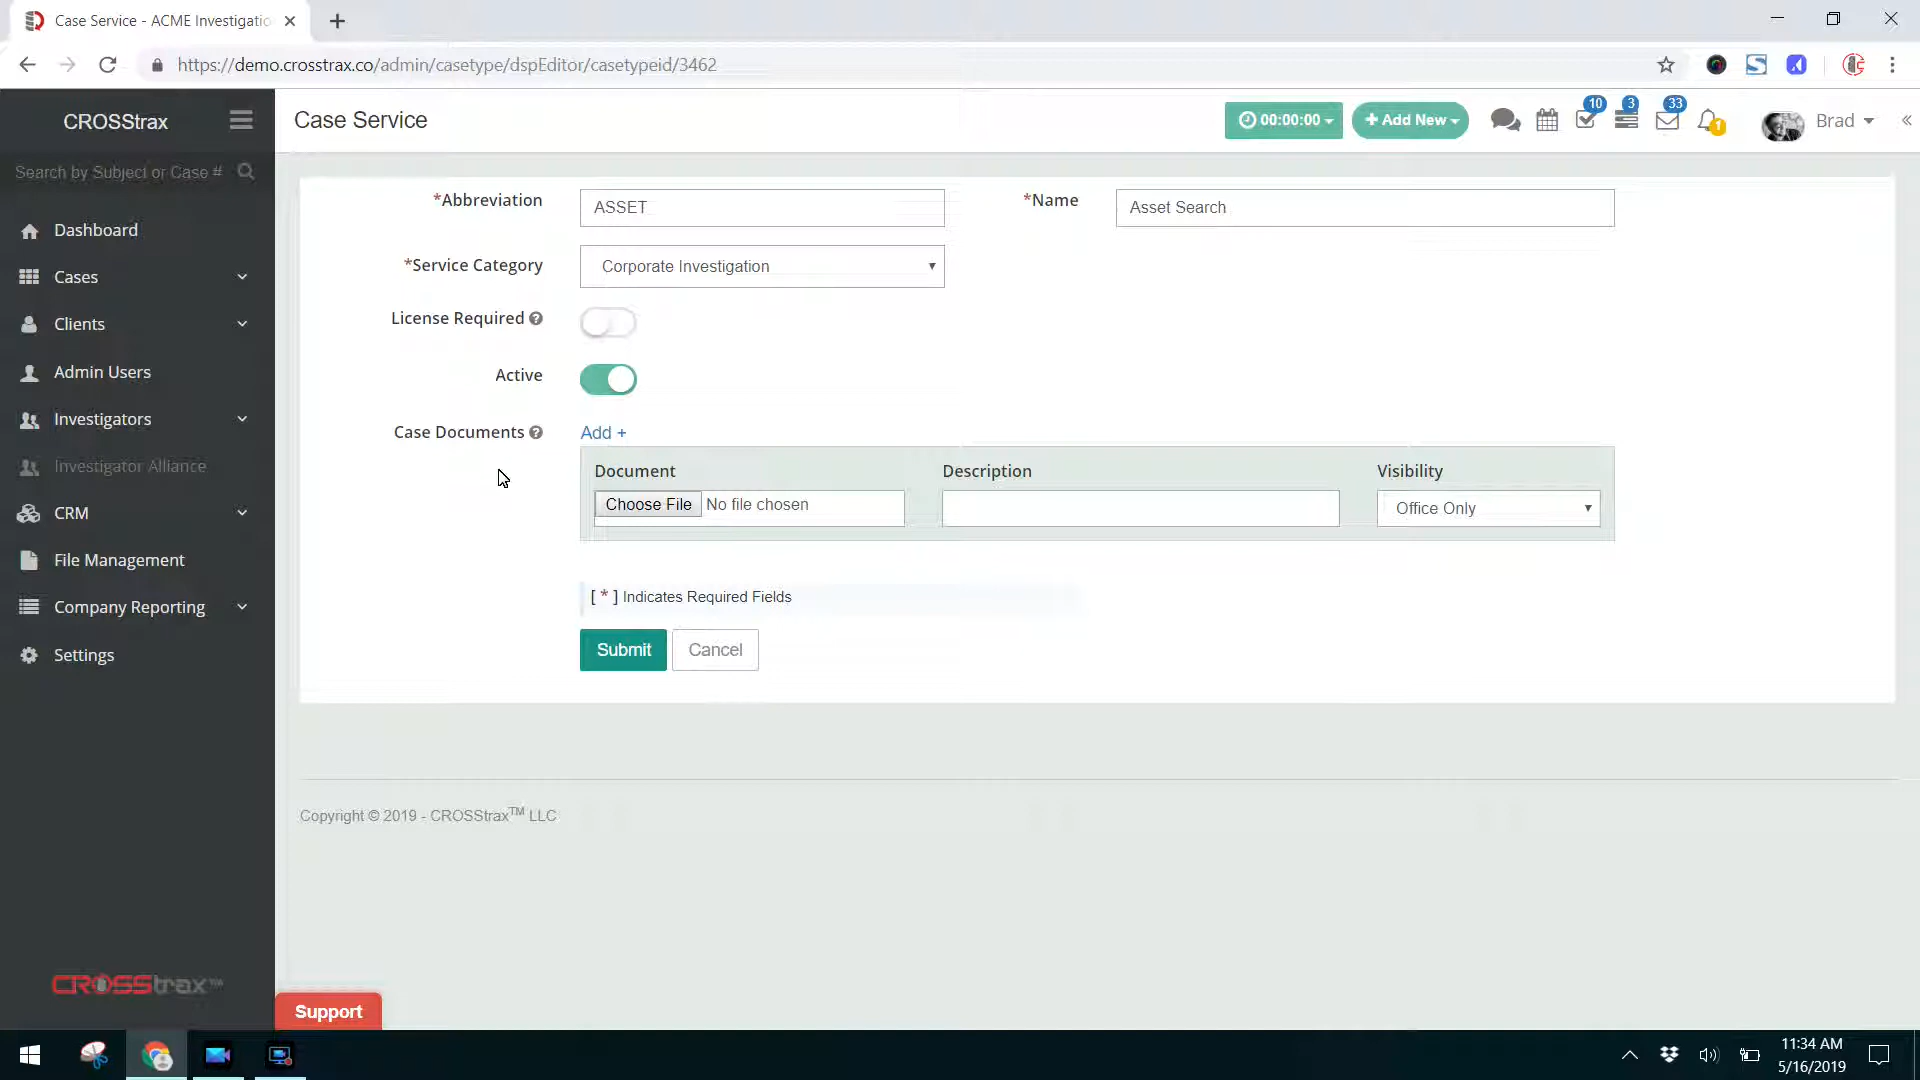 Case Service - ACME Investigatio
https://demo.crosstrax.co/admin/casetype/dspEditor/casetypeid/3462
CROSStrax
Case Service
00:00:00
+ Add New
10
3
33
1
Brad
Search by Subject or Case #
Dashboard
Cases
Clients
Admin Users
Investigators
Investigator Alliance
CRM
File Management
Company Reporting
Settings
*Abbreviation
ASSET
*Name
Asset Search
*Service Category
Corporate Investigation
License Required
Active
Case Documents
Add +
Document
Description
Visibility
Choose File No file chosen
Office Only
[ * ] Indicates Required Fields
Submit
Cancel
Copyright © 2019 - CROSStrax™ LLC
CROSStrax™
Support
11:34 AM
5/16/2019